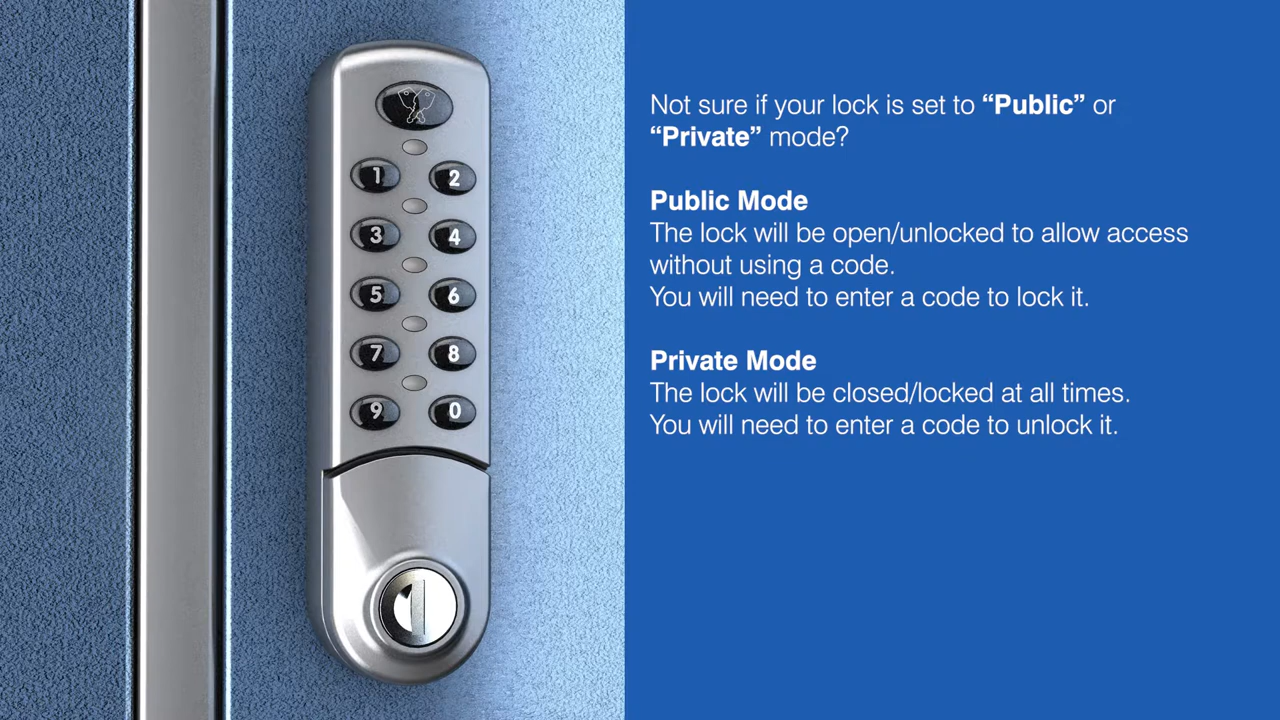 1 2
3 4
5 6
7 8
9 0
Not sure if your lock is set to “Public” or
“Private” mode?
Public Mode
The lock will be open/unlocked to allow access
without using a code.
You will need to enter a code to lock it.
Private Mode
The lock will be closed/locked at all times.
You will need to enter a code to unlock it.